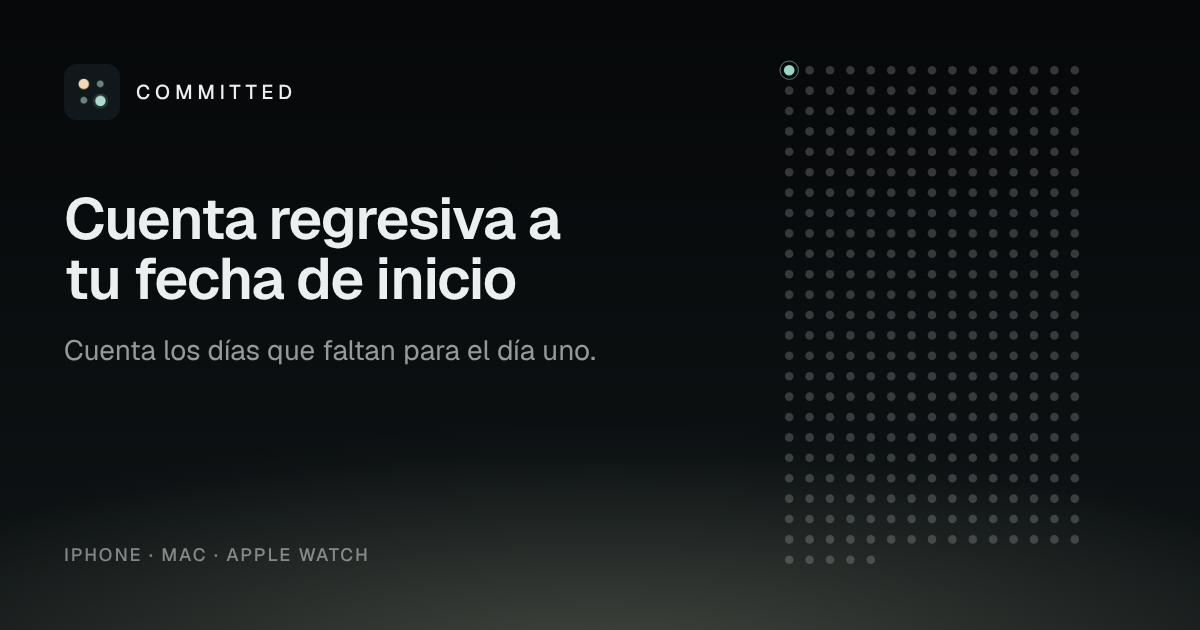 COMMITTED
Cuenta regresiva a
tu fecha de inicio
Cuenta los días que faltan para el día uno.
IPHONE · MAC · APPLE WATCH